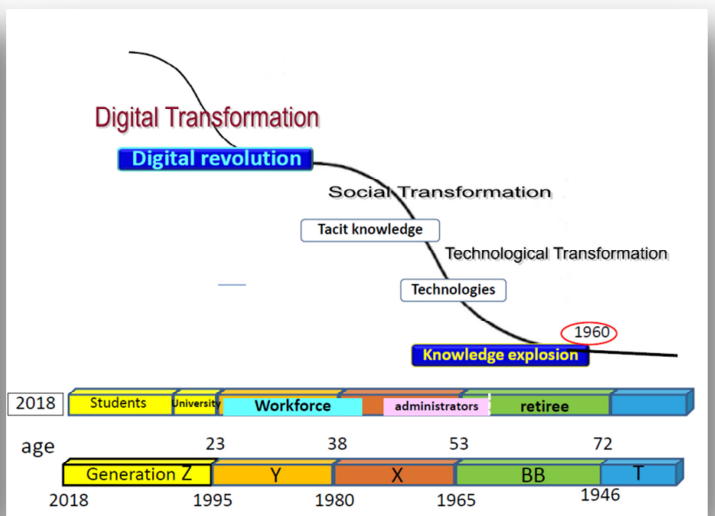 Digital Transformation
Digital revolution
Social Transformation
Tacit knowledge
Technological Transformation
Technologies
1960
Knowledge explosion
2018 Students University Workforce administrators retiree
age 23 38 53 72
Generation Z Y X BB T
2018 1995 1980 1965 1946